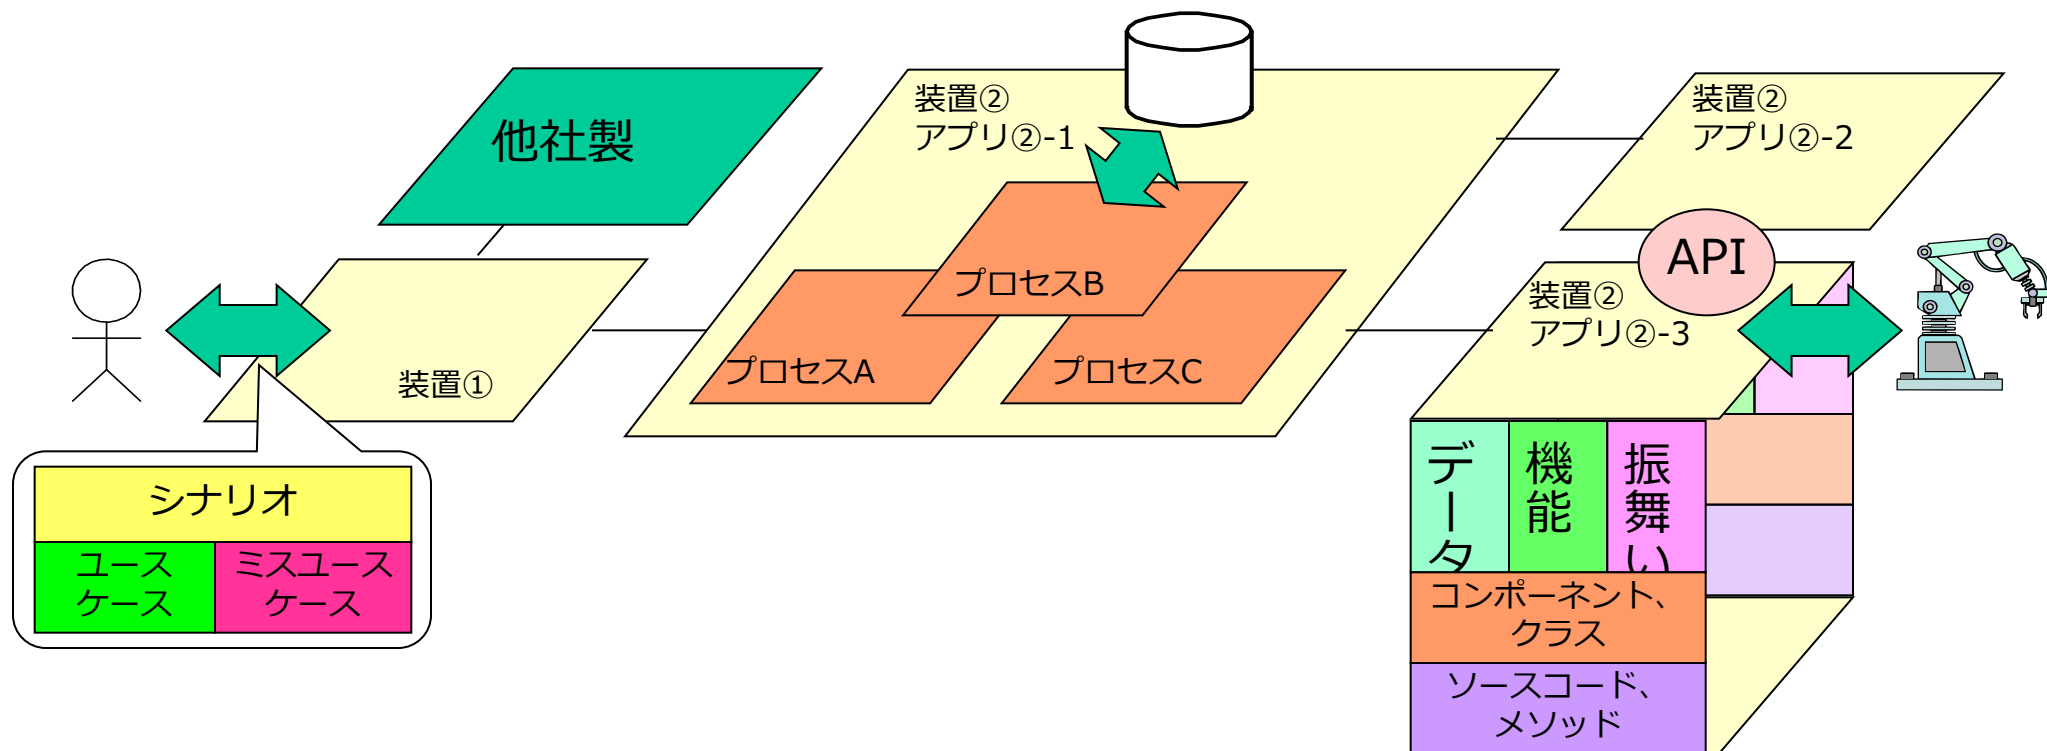 他社製
装置②
アプリ②-1
装置②
アプリ②-2
プロセスB
プロセスA
プロセスC
装置①
API
装置②
アプリ②-3
シナリオ
ユース
ケース
ミスユース
ケース
データ
機能
振舞い
コンポーネント、
クラス
ソースコード、
メソッド